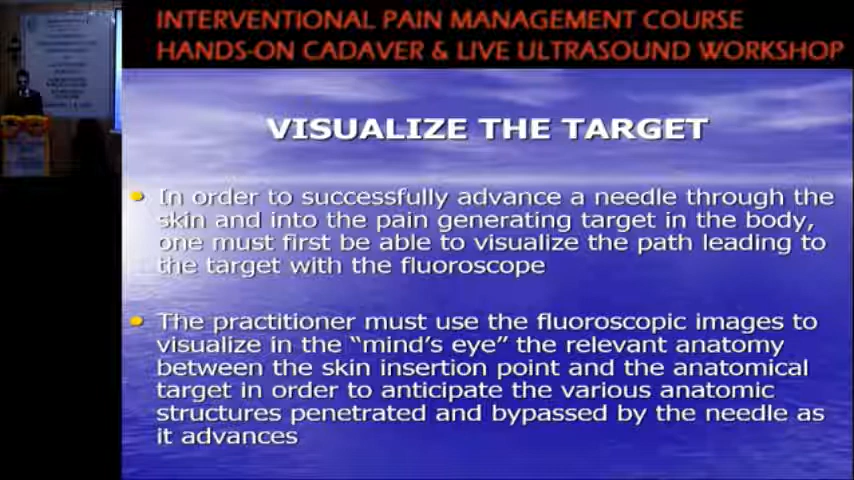 INTERVENTIONAL PAIN MANAGEMENT COURSE
HANDS-ON CADAVER & LIVE ULTRASOUND WORKSHOP
VISUALIZE THE TARGET
In order to successfully advance a needle through the
skin and into the pain generating target in the body,
one must first be able to visualize the path leading to
the target with the fluoroscope
The practitioner must use the fluoroscopic images to
visualize in the “mind’s eye” the relevant anatomy
between the skin insertion point and the anatomical
target in order to anticipate the various anatomic
structures penetrated and bypassed by the needle as
it advances